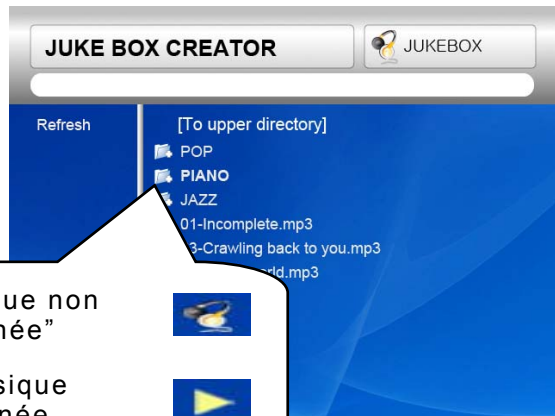 JUKE BOX CREATOR
JUKEBOX
Refresh
[To upper directory]
POP
PIANO
JAZZ
01-Incomplete.mp3
3-Crawling back to you.mp3
rld.mp3
ue non
née”
sique
née